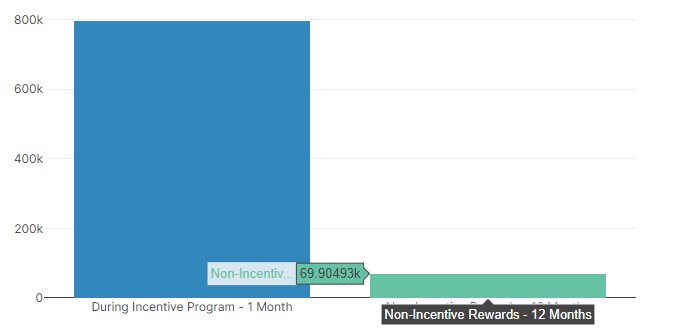 800k
600k
400k
200k
0
Non-Incentiv...
69.90493k
During Incentive Program - 1 Month
Non-Incentive Rewards - 12 Months